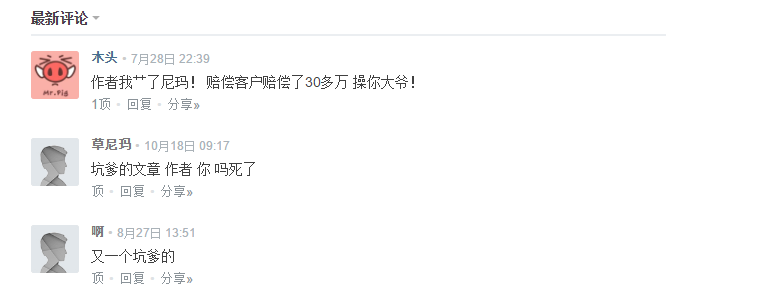 最新评论
木头 • 7月28日 22:39
作者我艹了尼玛！ 赔偿客户赔偿了30多万 操你大爷！
1顶 • 回复 • 分享»
Mr.Pig
草尼玛 • 10月18日 09:17
坑爹的文章 作者 你 吗死了
顶 • 回复 • 分享»
啊 • 8月27日 13:51
又一个坑爹的
顶 • 回复 • 分享»